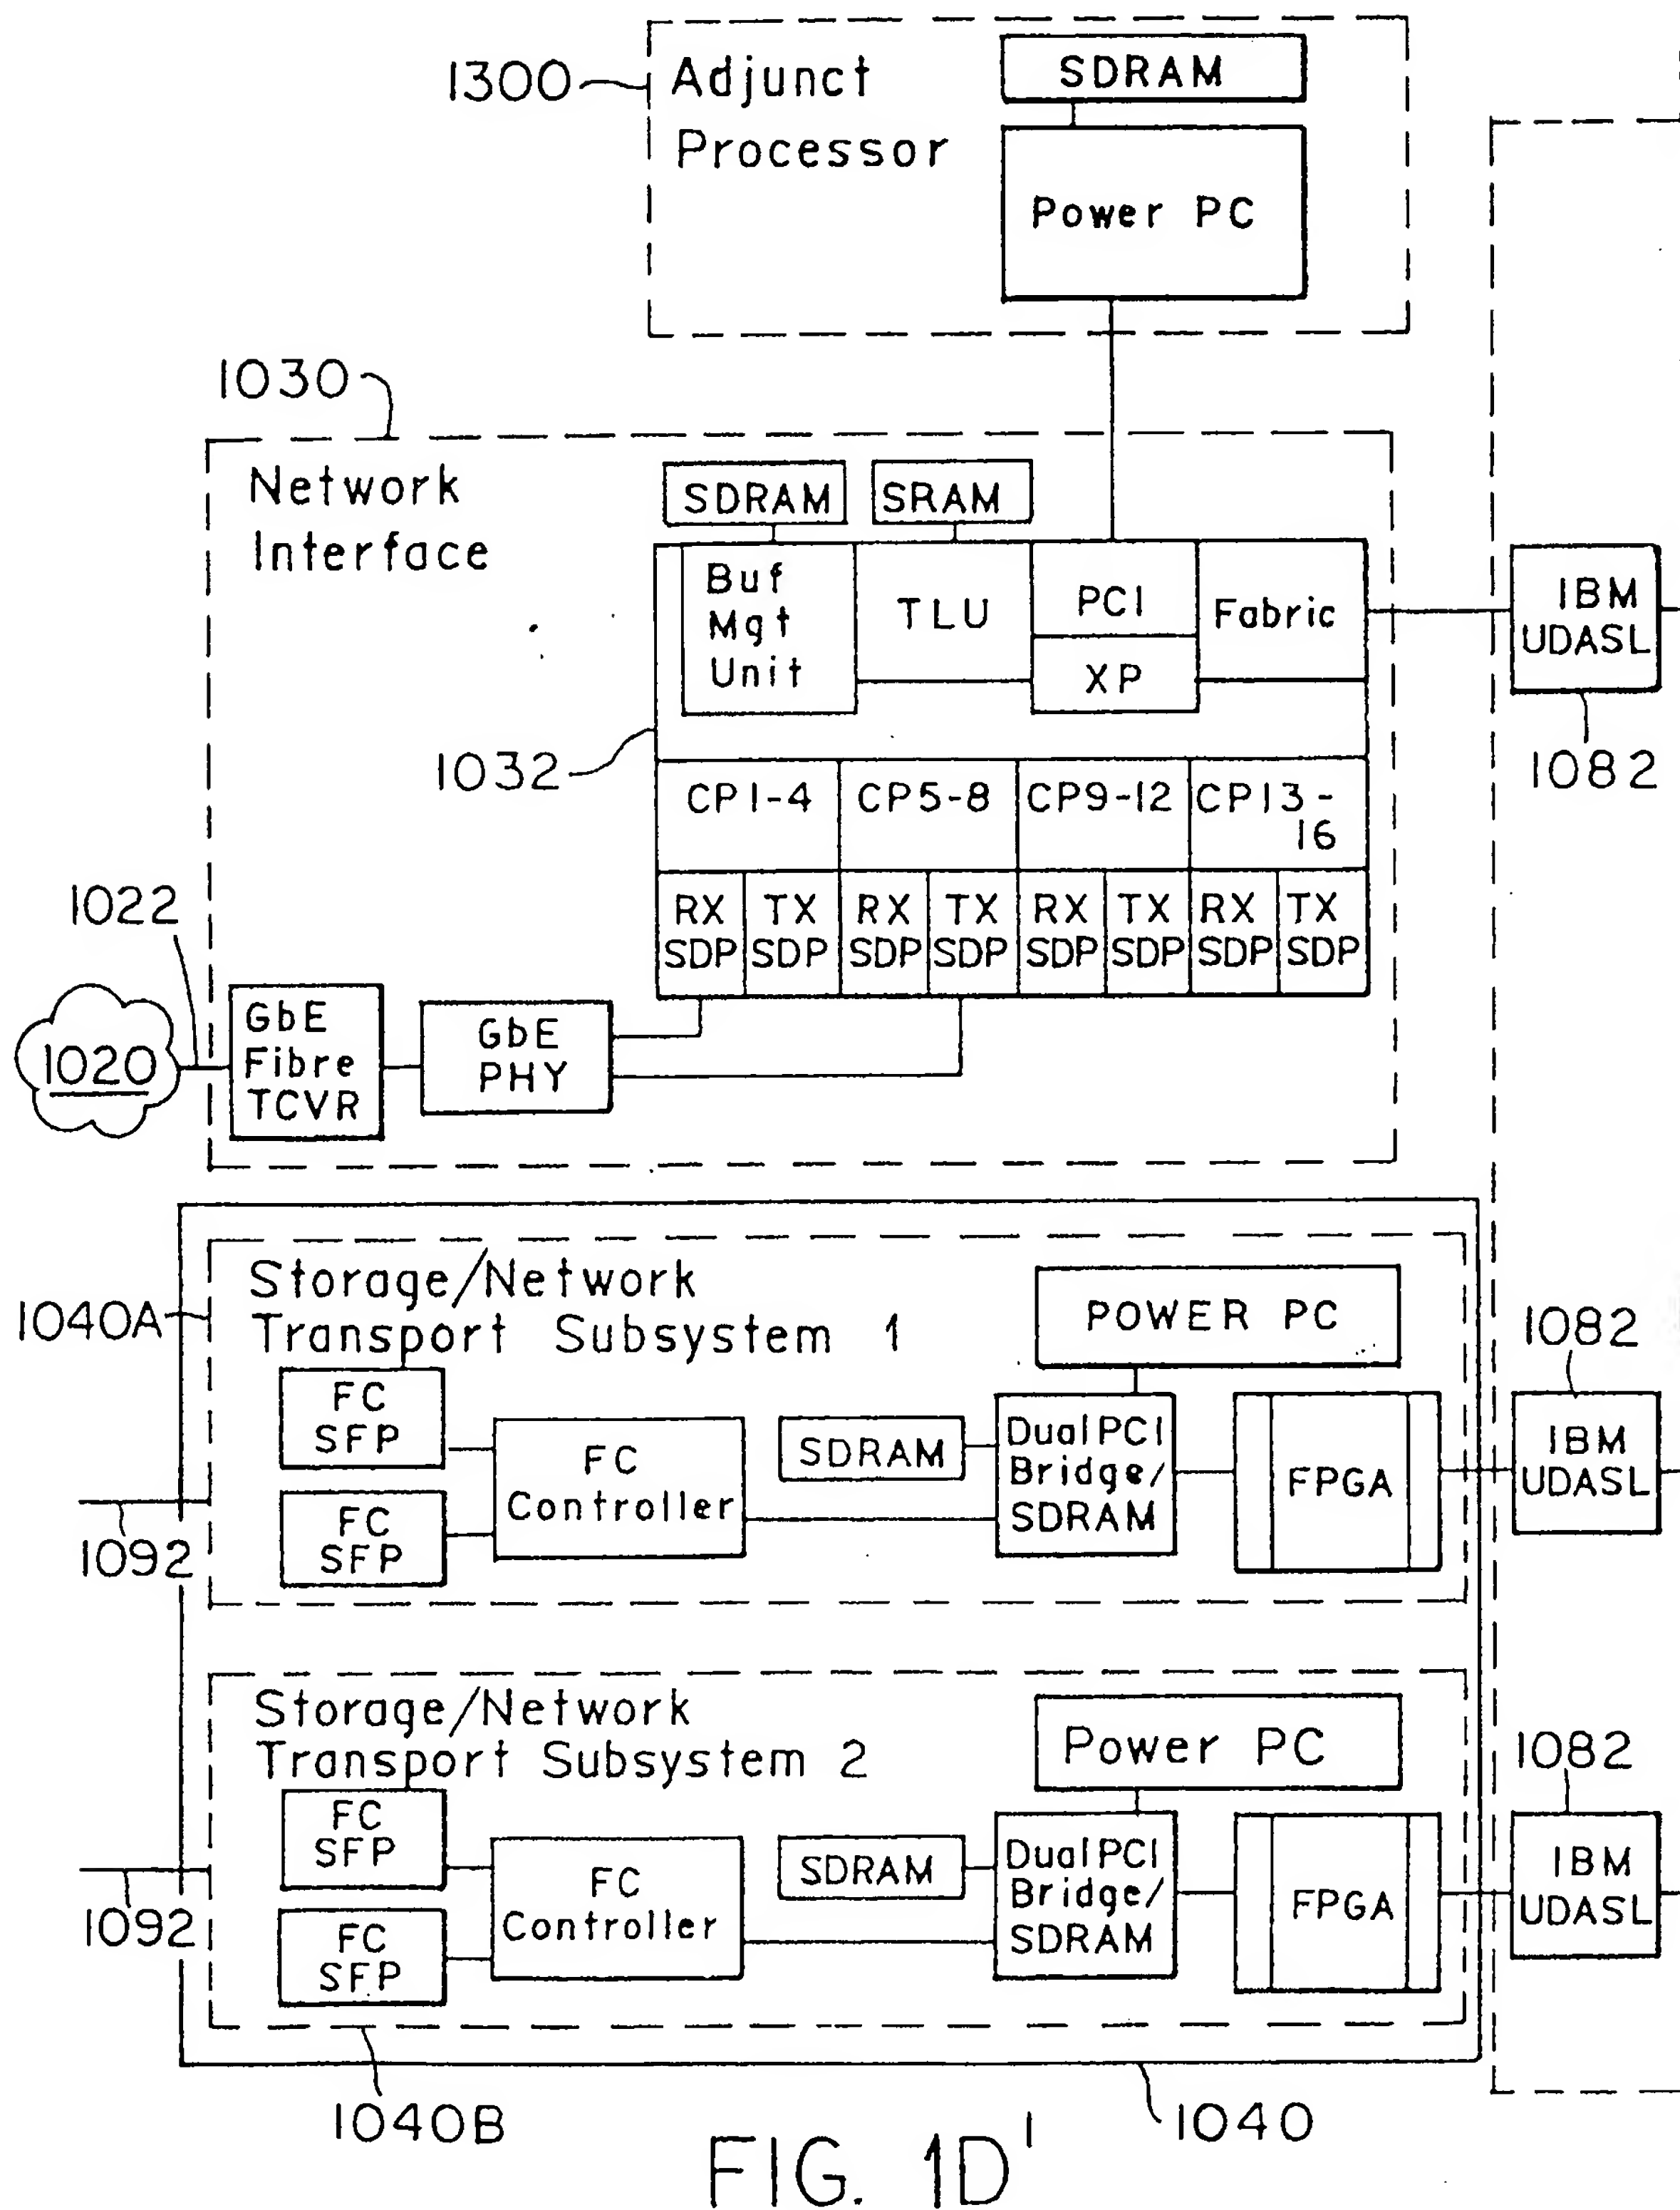 1300
Adjunct
Processor
SDRAM
Power PC
1030
Network
Interface
SDRAM
SRAM
Buf
Mgt
Unit
TLU
PCI
XP
Fabric
IBM
UDASL
1082
1032
CP1-4
CP5-8
CP9-12
CP13-
16
RX
SDP
TX
SDP
RX
SDP
TX
SDP
RX
SDP
TX
SDP
RX
SDP
TX
SDP
1022
1020
GbE
Fibre
TCVR
GbE
PHY
1040A
Storage/Network
Transport Subsystem 1
POWER PC
1082
FC
SFP
FC
SFP
FC
Controller
SDRAM
Dual PCI
Bridge/
SDRAM
FPGA
IBM
UDASL
1092
Storage/Network
Transport Subsystem 2
Power PC
1082
FC
SFP
FC
SFP
FC
Controller
SDRAM
Dual PCI
Bridge/
SDRAM
FPGA
IBM
UDASL
1092
1040B
1040
FIG. 1D'